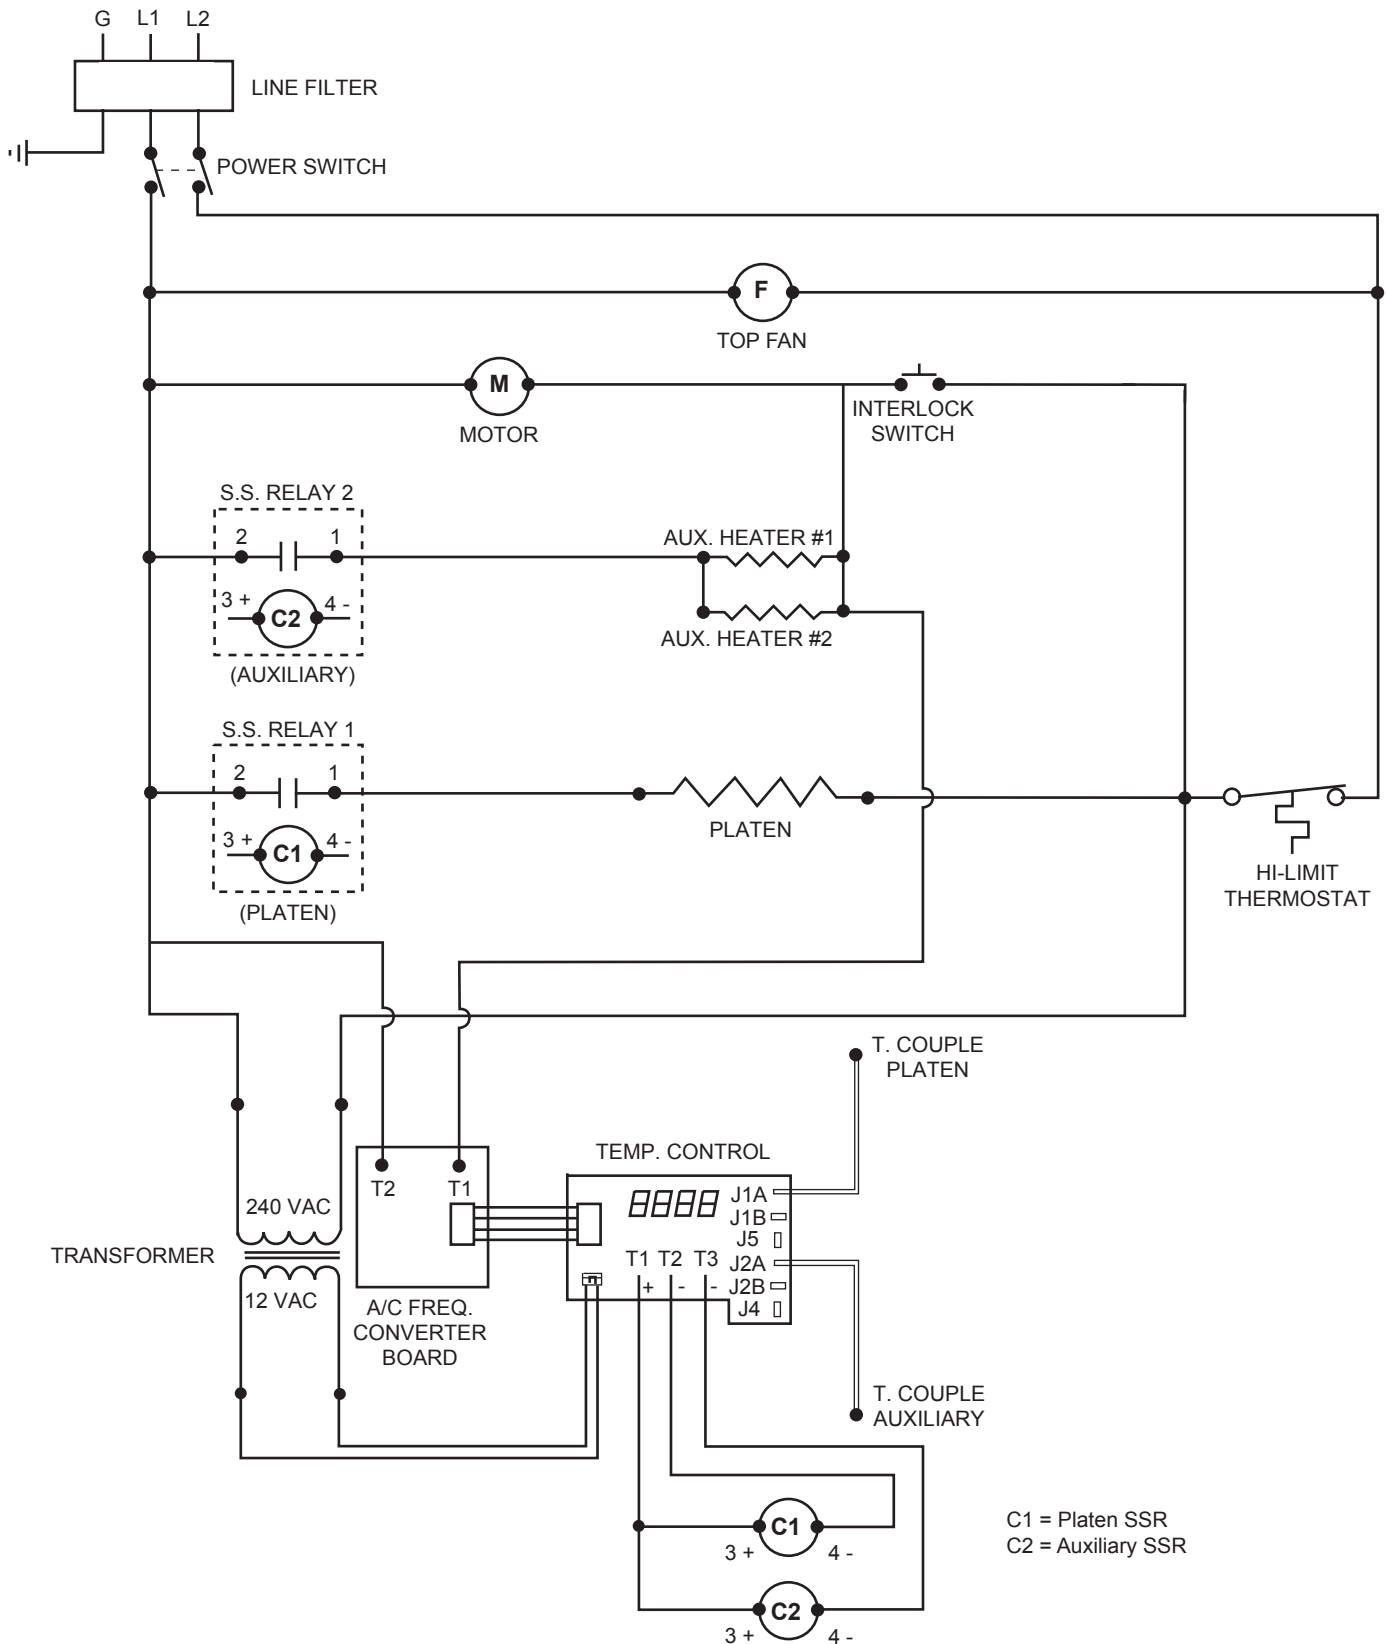 G L1 L2
LINE FILTER
POWER SWITCH
F
TOP FAN
M
MOTOR
INTERLOCK
SWITCH
S.S. RELAY 2
2 1
3 + C2 4 -
(AUXILIARY)
AUX. HEATER #1
AUX. HEATER #2
S.S. RELAY 1
2 1
3 + C1 4 -
(PLATEN)
PLATEN
HI-LIMIT
THERMOSTAT
T. COUPLE
PLATEN
TEMP. CONTROL
T2 T1
240 VAC
TRANSFORMER
12 VAC
A/C FREQ.
CONVERTER
BOARD
8888
J1A
J1B
J5
J2A
J2B
J4
T1 T2 T3
+ - -
T. COUPLE
AUXILIARY
C1
3 + 4 -
C2
3 + 4 -
C1 = Platen SSR
C2 = Auxiliary SSR